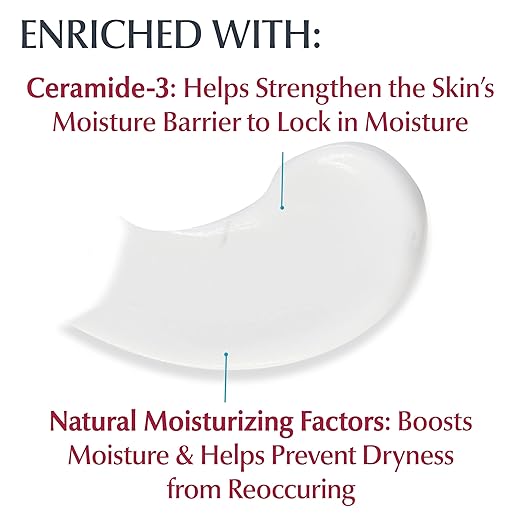 ENRICHED WITH:
Ceramide-3: Helps Strengthen the Skin's
Moisture Barrier to Lock in Moisture
Natural Moisturizing Factors: Boosts
Moisture & Helps Prevent Dryness
from Reoccuring